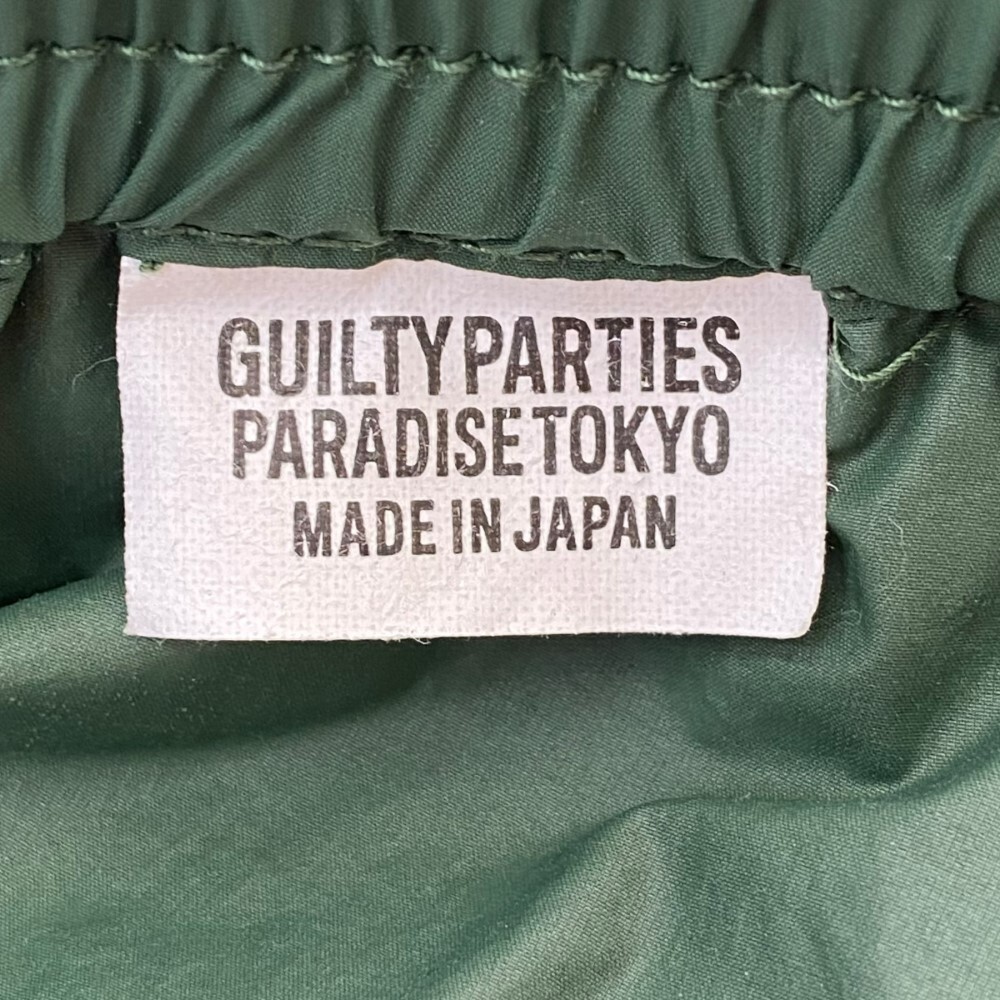 GUILTY PARTIES
PARADISE TOKYO
MADE IN JAPAN